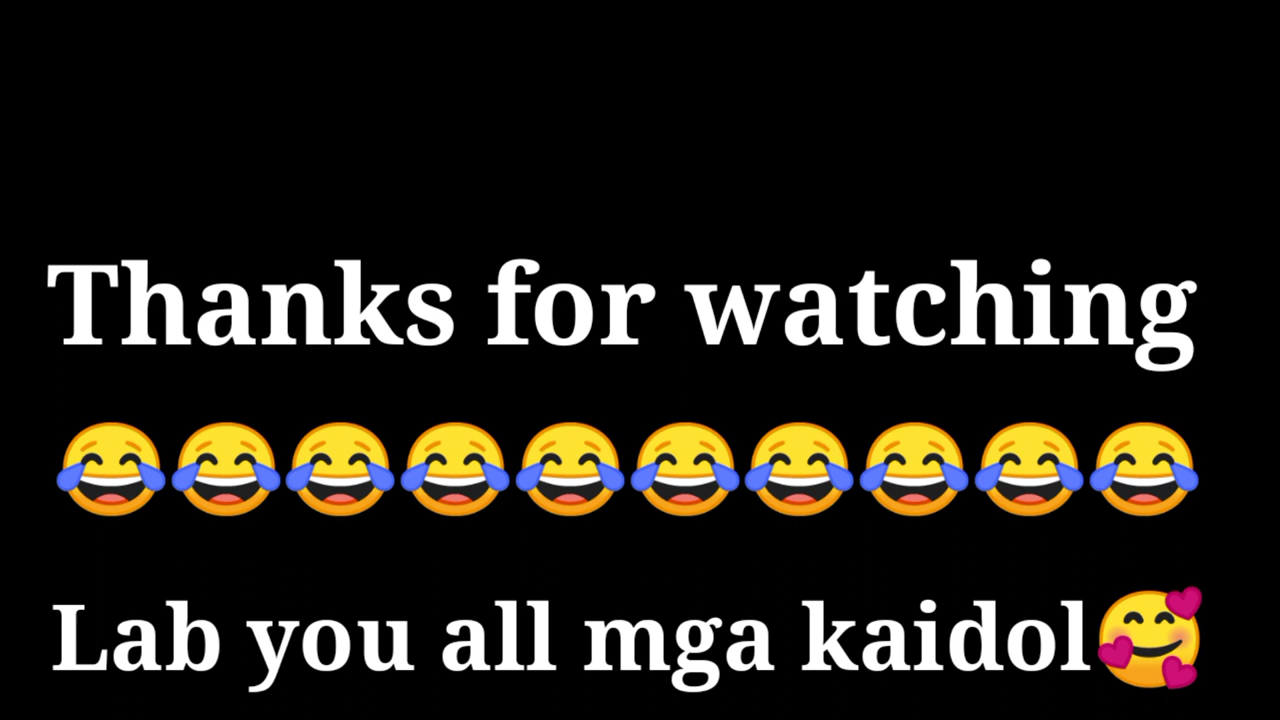 Thanks for watching
😂😂😂😂😂😂😂😂😂😂
Lab you all mga kaidol🥰